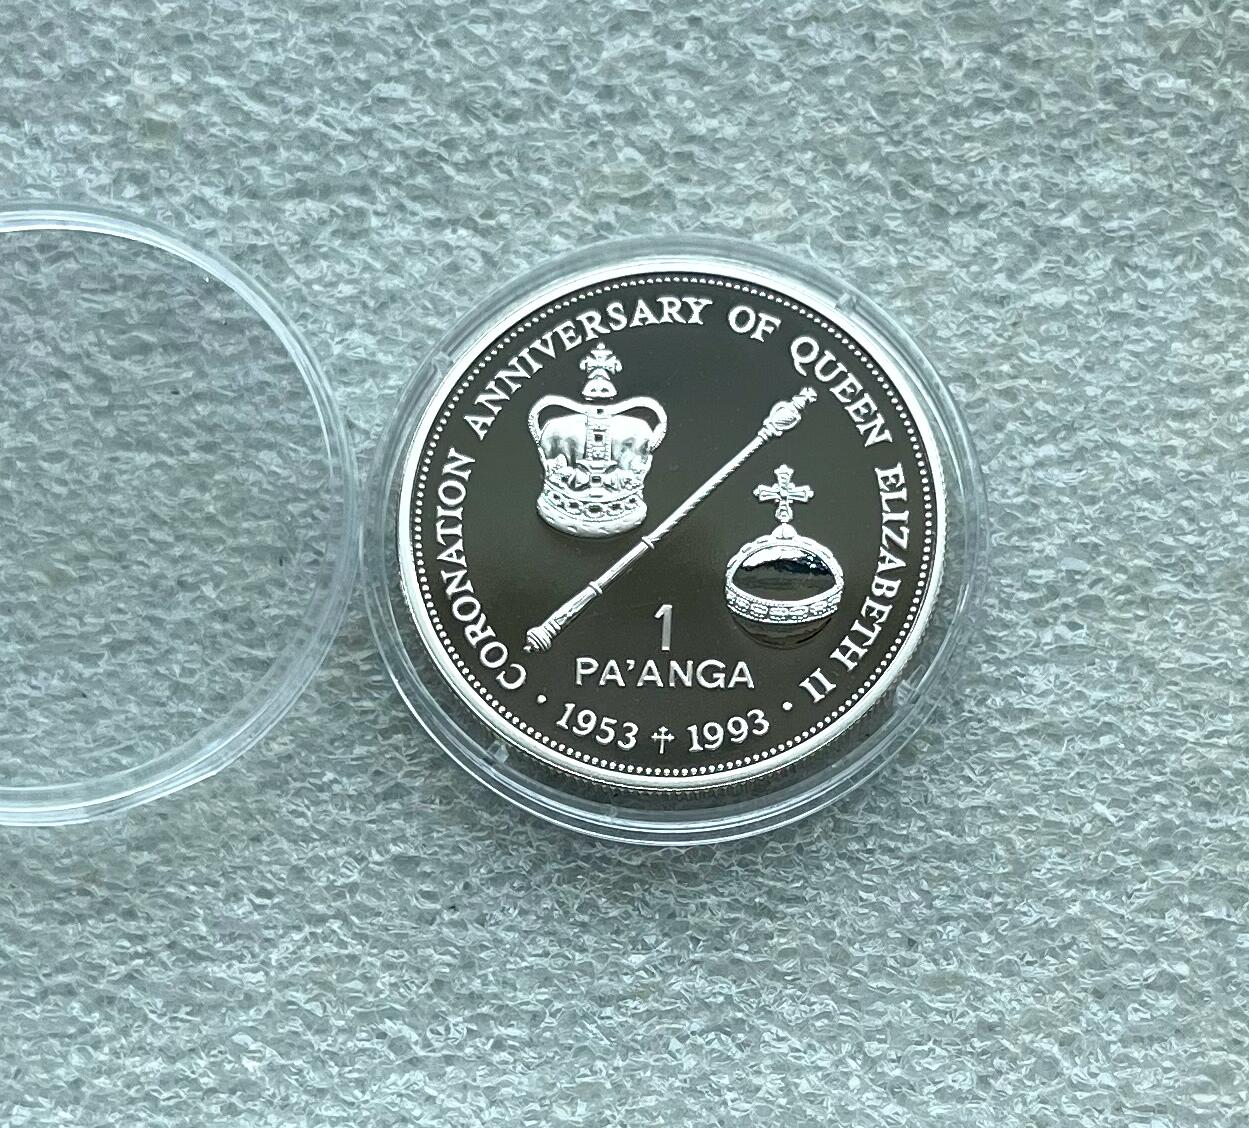 CORONATION ANNIVERSARY OF QUEEN ELIZABETH II
1
PA'ANGA
· 1953 ‡ 1993 ·